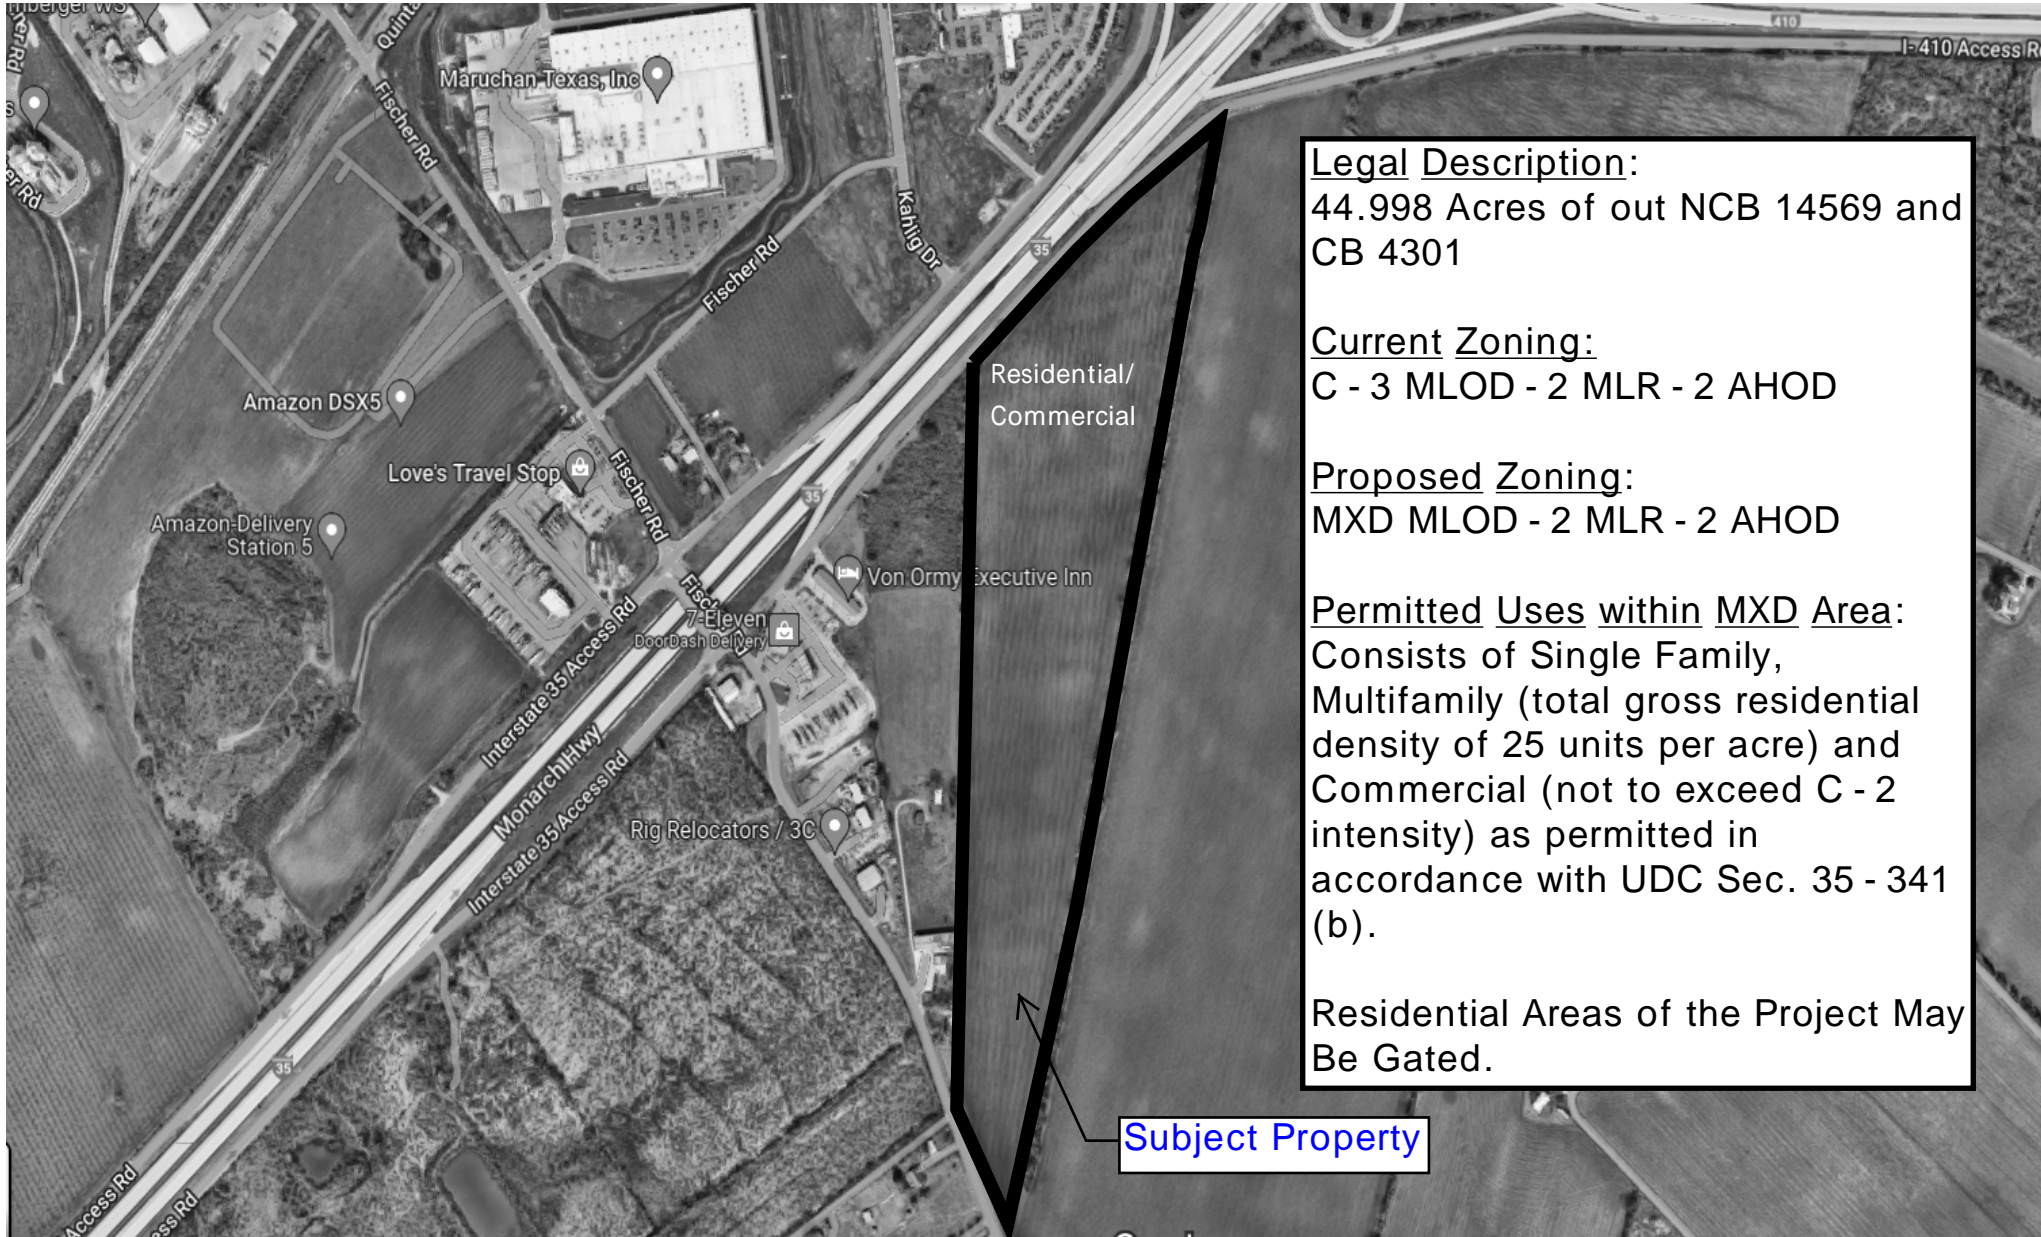 410
I-410 Access R
Quinta
Maruchan Texas, Inc
Fischer Rd
Kahlig Dr
Fischer Rd
35
Legal Description:
44.998 Acres of out NCB 14569 and
CB 4301
Current Zoning:
C - 3 MLOD - 2 MLR - 2 AHOD
Proposed Zoning:
MXD MLOD - 2 MLR - 2 AHOD
Permitted Uses within MXD Area:
Consists of Single Family,
Multifamily (total gross residential
density of 25 units per acre) and
Commercial (not to exceed C - 2
intensity) as permitted in
accordance with UDC Sec. 35 - 341
(b).
Residential Areas of the Project May
Be Gated.
Residential/
Commercial
Amazon DSX5
Love's Travel Stop
Fischer Rd
35
Amazon-Delivery
Station 5
Von Ormy Executive Inn
7-Eleven
DoorDash Delivery
Interstate 35 Access Rd
Monarch Hwy
Interstate 35 Access Rd
Rig Relocators / 3C
35
Subject Property
Access Rd
ess Rd